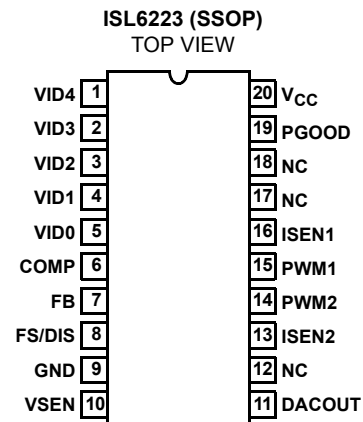 ISL6223 (SSOP)
TOP VIEW
VID4 1
VID3 2
VID2 3
VID1 4
VID0 5
COMP 6
FB 7
FS/DIS 8
GND 9
VSEN 10
20 VCC
19 PGOOD
18 NC
17 NC
16 ISEN1
15 PWM1
14 PWM2
13 ISEN2
12 NC
11 DACOUT